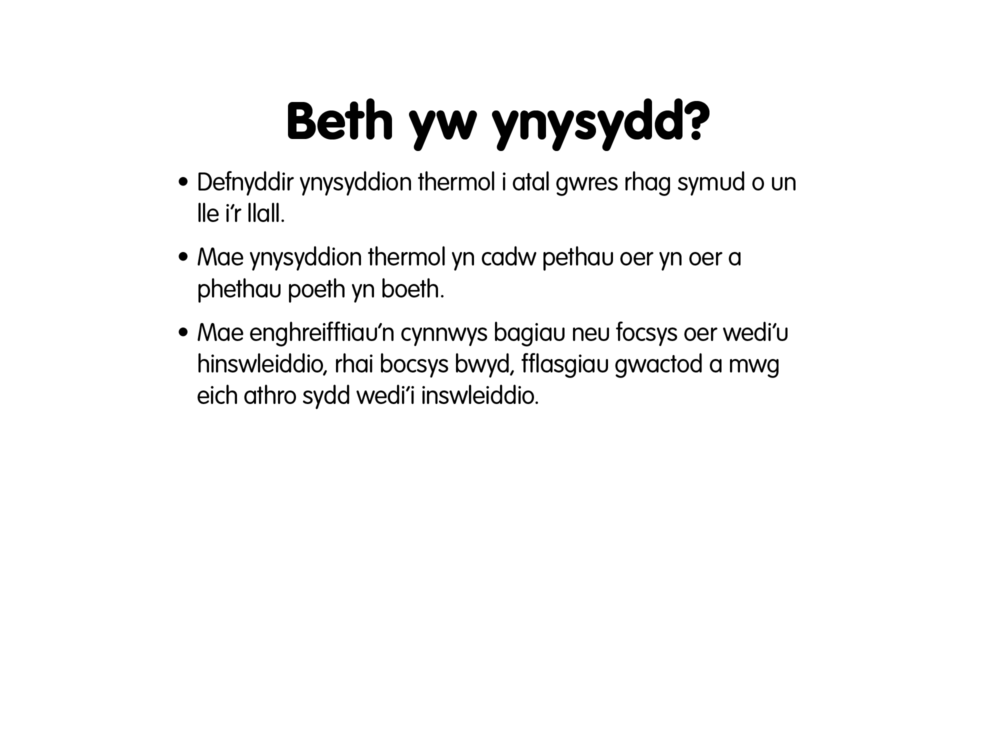 Beth yw ynysydd?
• Defnyddir ynysyddion thermol i atal gwres rhag symud o un
lle i’r llall.
• Mae ynysyddion thermol yn cadw pethau oer yn oer a
phethau poeth yn boeth.
• Mae enghreifftiau’n cynnwys bagiau neu focsys oer wedi’u
hinswleiddio, rhai bocsys bwyd, fflasgiau gwactod a mwg
eich athro sydd wedi’i inswleiddio.